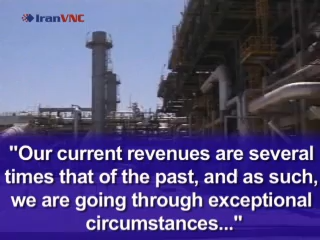 IranVNC
"Our current revenues are several
times that of the past, and as such,
we are going through exceptional
circumstances..."